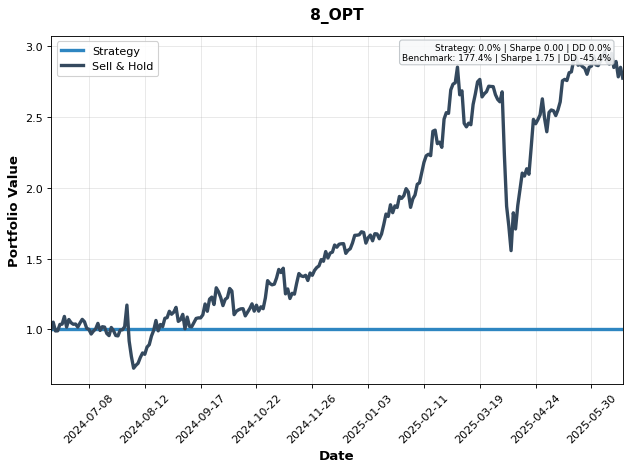 8_OPT
Strategy
Sell & Hold
Strategy: 0.0% | Sharpe 0.00 | DD 0.0%
Benchmark: 177.4% | Sharpe 1.75 | DD -45.4%
Portfolio Value
3.0
2.5
2.0
1.5
1.0
2024-07-08
2024-08-12
2024-09-17
2024-10-22
2024-11-26
2025-01-03
2025-02-11
2025-03-19
2025-04-24
2025-05-30
Date